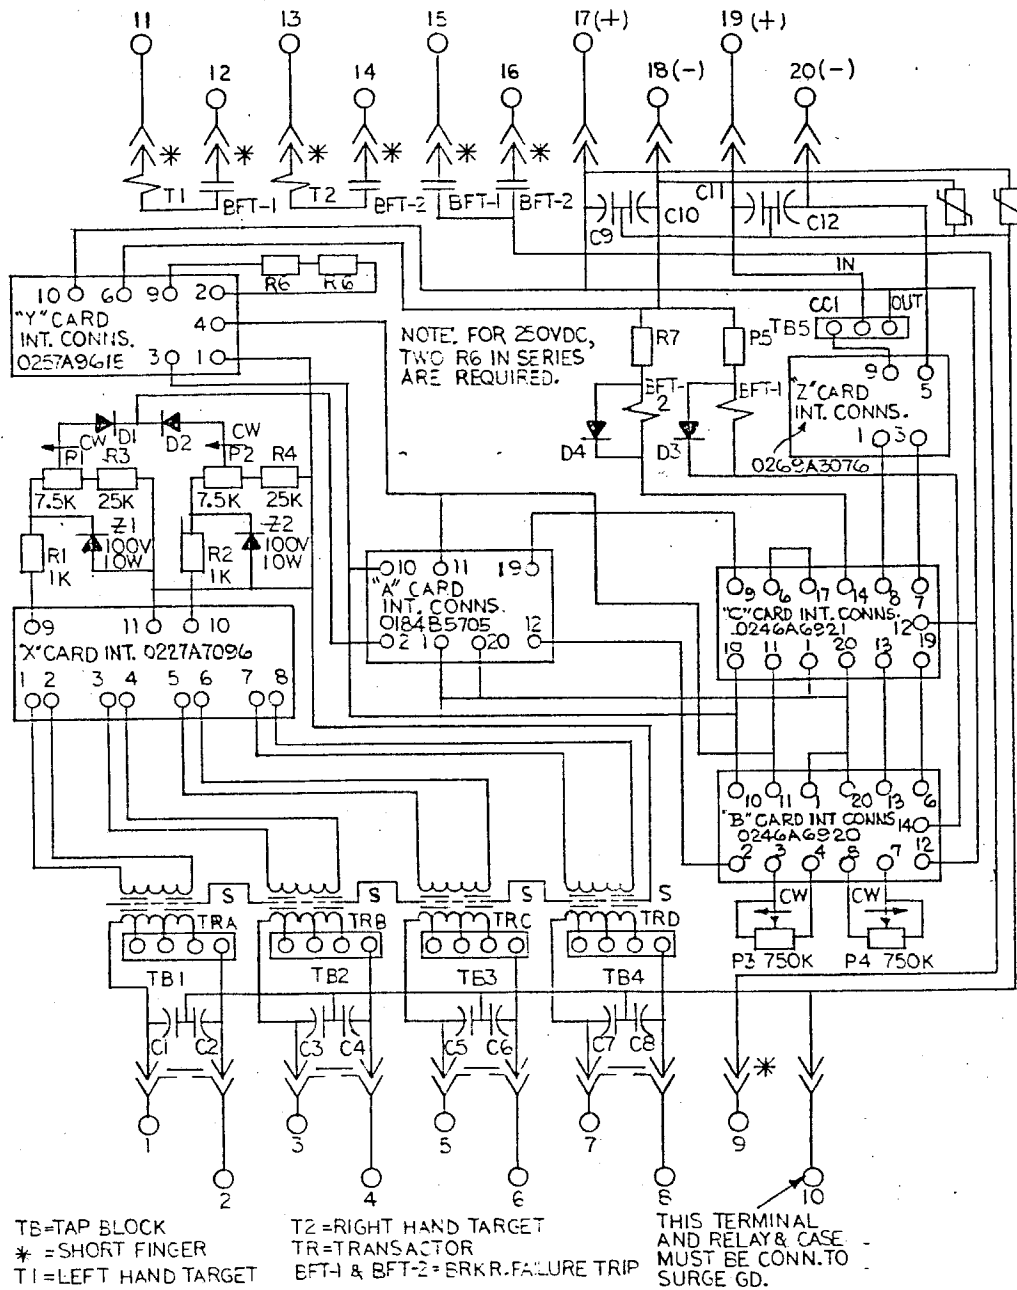 11
13
15
17(+)
19(+)
12
14
16
18(-)
20(-)
*
*
*
*
*
*
T1
BFT-1
T2
BFT-2
BFT-1
BFT-2
C9
C10
C11
C12
IN
OUT
CC1
TB5
R6
R6
10 6 9 2
4
3 1
"Y" CARD
INT. CONNS.
0257A9615
NOTE. FOR 250VDC,
TWO R6 IN SERIES
ARE REQUIRED.
R7
BFT-2
BFT-1
D4
D3
9 5
"Z" CARD
INT. CONNS.
1 3
0269A3076
CW
D1
D2
CW
P2
R3
R4
7.5K
25K
7.5K
25K
Z1
100V
10W
R1
1K
Z2
100V
10W
R2
1K
10 11 19
"A" CARD
INT. CONNS.
0184B5705
2 1 20 12
9 6 17 14 8 7
"C" CARD INT. CONNS.
0246A6921
12
10 11 1 20 13 19
9 11 10
"X" CARD INT. 0227A7096
1 2 3 4 5 6 7 8
10 11 1 20 13 6
"B" CARD INT CONNS
0246A6920
14
2 3 4 8 7 12
CW
CW
P3 750K
P4 750K
S
S
S
S
TRA
TRB
TRC
TRD
TB1
TB2
TB3
TB4
C1
C2
C3
C4
C5
C6
C7
C8
*
1
3
5
7
9
2
4
6
8
10
TB=TAP BLOCK
* =SHORT FINGER
T1=LEFT HAND TARGET
T2=RIGHT HAND TARGET
TR=TRANSACTOR
BFT-1 & BFT-2=BRKR.FAILURE TRIP
THIS TERMINAL
AND RELAY & CASE
MUST BE CONN.TO
SURGE GD.